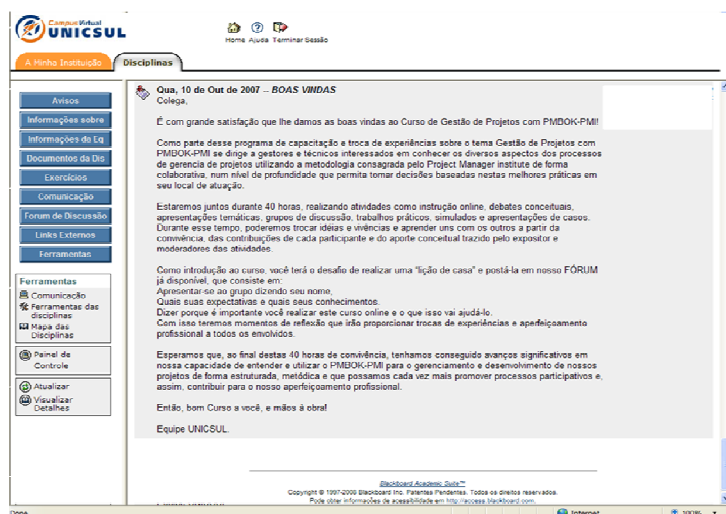 Campus Virtual
UNICSUL
Home Ajuda Terminar Sessão
A Minha Instituição
Disciplinas
Avisos
Informações sobre
Informações da Eq
Documentos da Dis
Exercícios
Comunicação
Forum de Discussão
Links Externos
Ferramentas
Ferramentas
Comunicação
Ferramentas das
disciplinas
Mapa das
Disciplinas
Painel de
Controle
Atualizar
Visualizar
Detalhes
Qua, 10 de Out de 2007 -- BOAS VINDAS
Colega,
É com grande satisfação que lhe damos as boas vindas ao Curso de Gestão de Projetos com PMBOK-PMI!
Como parte desse programa de capacitação e troca de experiências sobre o tema Gestão de Projetos com
PMBOK-PMI se dirige a gestores e técnicos interessados em conhecer os diversos aspectos dos processos
de gerencia de projetos utilizando a metodologia consagrada pelo Project Manager institute de forma
colaborativa, num nível de profundidade que permita tomar decisões baseadas nestas melhores práticas em
seu local de atuação.
Estaremos juntos durante 40 horas, realizando atividades como instrução online, debates conceituais,
apresentações temáticas, grupos de discussão, trabalhos práticos, simulados e apresentações de casos.
Durante esse tempo, poderemos trocar idéias e vivências e aprender uns com os outros a partir da
convivência, das contribuições de cada participante e do aporte conceitual trazido pelo expositor e
moderadores das atividades.
Como introdução ao curso, você terá o desafio de realizar uma "lição de casa" e postá-la em nosso FÓRUM
já disponível, que consiste em:
Apresentar-se ao grupo dizendo seu nome,
Quais suas expectativas e quais seus conhecimentos.
Dizer porque é importante você realizar este curso online e o que isso vai ajudá-lo.
Com isso teremos momentos de reflexão que irão proporcionar trocas de experiências e aperfeiçoamento
profissional a todos os envolvidos.
Esperamos que, ao final destas 40 horas de convivência, tenhamos conseguido avanços significativos em
nossa capacidade de entender e utilizar o PMBOK-PMI para o gerenciamento e desenvolvimento de nossos
projetos de forma estruturada, metódica e que possamos cada vez mais promover processos participativos e,
assim, contribuir para o nosso aperfeiçoamento profissional.
Então, bom Curso a você, e mãos á obra!
Equipe UNICSUL.
Blackboard Academic Suite™
Copyright © 1997-2006 Blackboard Inc. Patentes Pendentes. Todos os direitos reservados.
Pode obter informações de acessibilidade em http://access.blackboard.com.
Done
Internet
100%